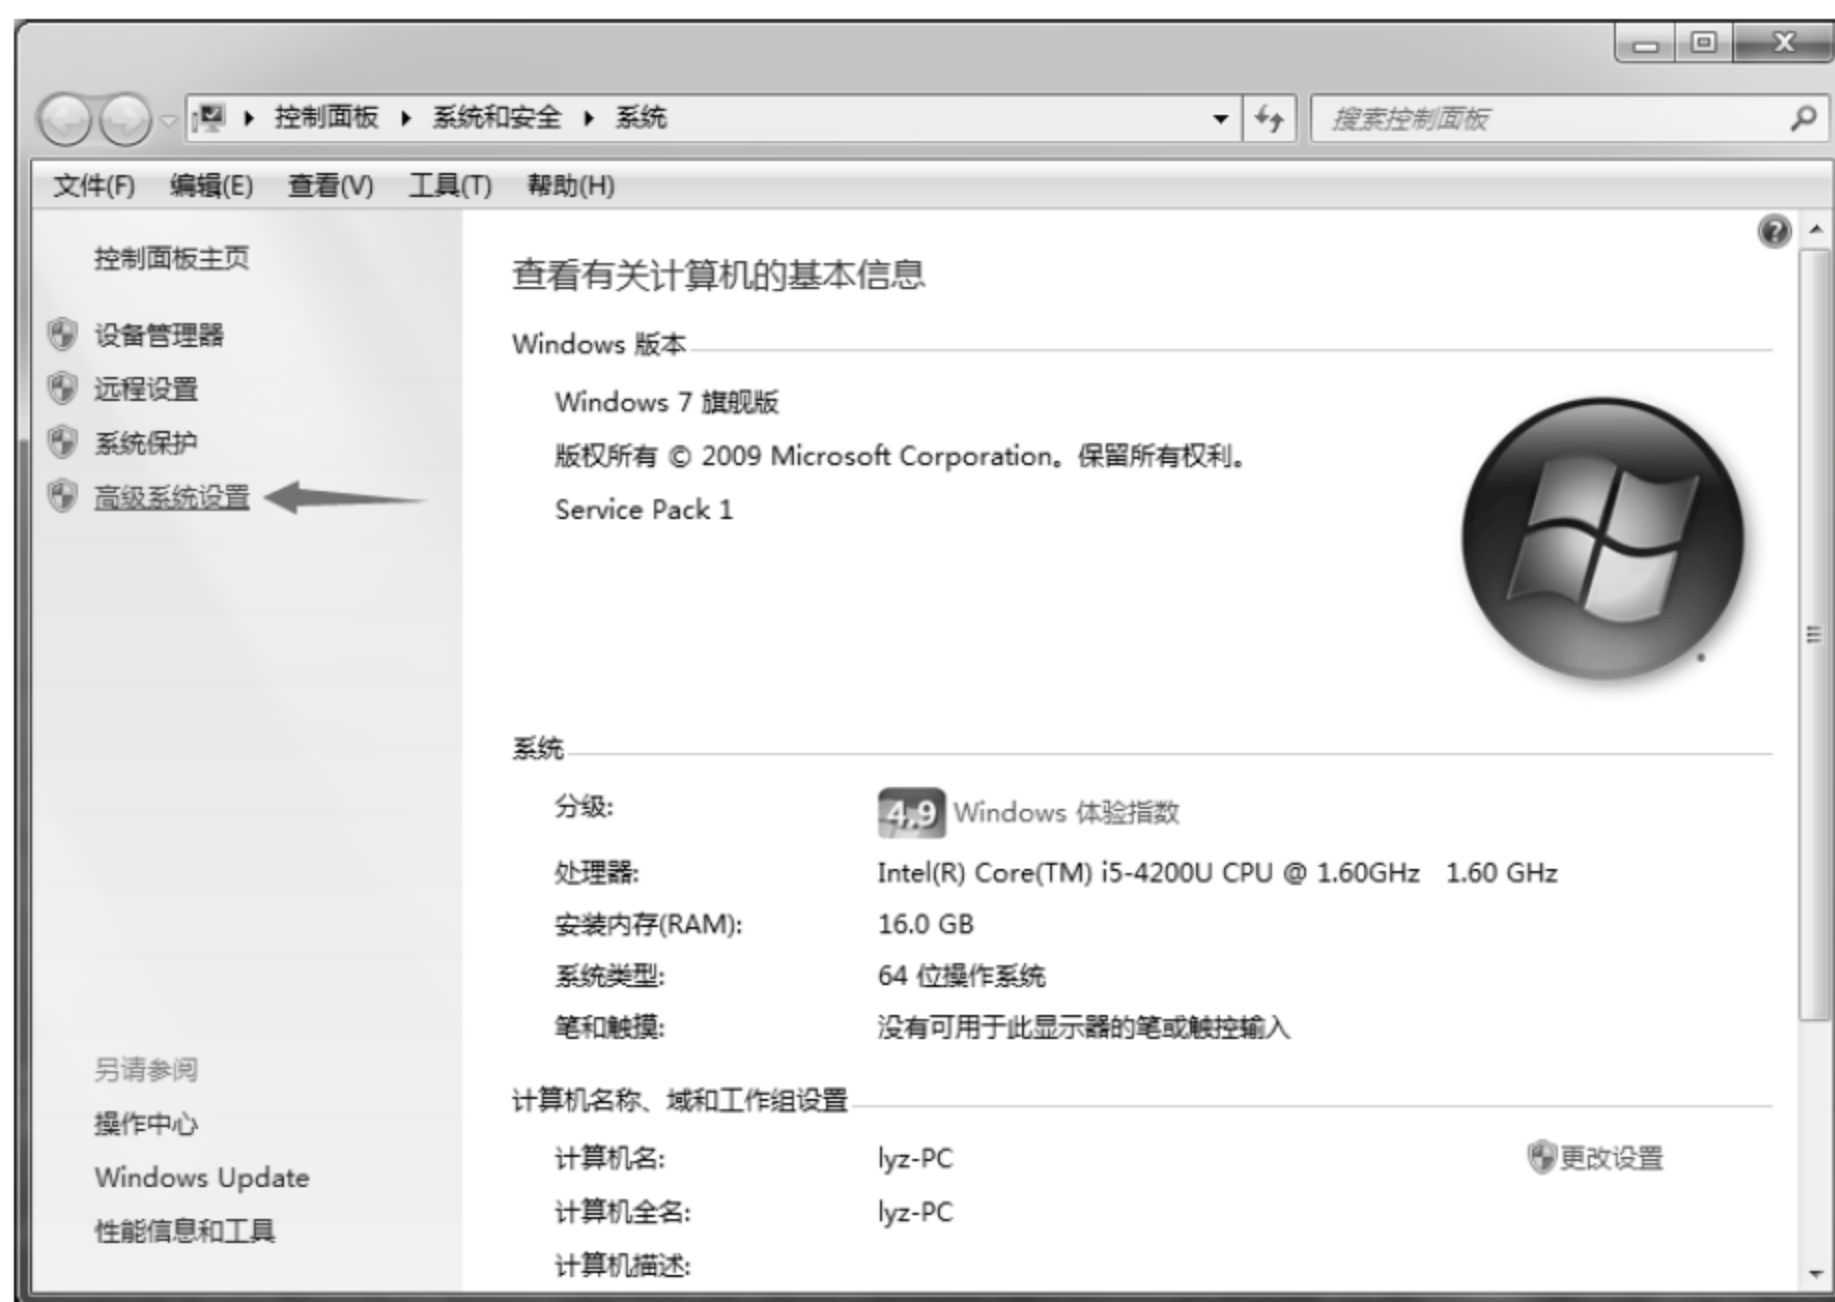 控制面板 系统和安全 系统 搜索控制面板
文件(F) 编辑(E) 查看(V) 工具(T) 帮助(H)
控制面板主页
设备管理器
远程设置
系统保护
高级系统设置
另请参阅
操作中心
Windows Update
性能信息和工具
查看有关计算机的基本信息
Windows 版本
Windows 7 旗舰版
版权所有 © 2009 Microsoft Corporation。保留所有权利。
Service Pack 1
系统
分级: 4.9 Windows 体验指数
处理器: Intel(R) Core(TM) i5-4200U CPU @ 1.60GHz 1.60 GHz
安装内存(RAM): 16.0 GB
系统类型: 64 位操作系统
笔和触摸: 没有可用于此显示器的笔或触控输入
计算机名称、域和工作组设置
计算机名: lyz-PC 更改设置
计算机全名: lyz-PC
计算机描述: